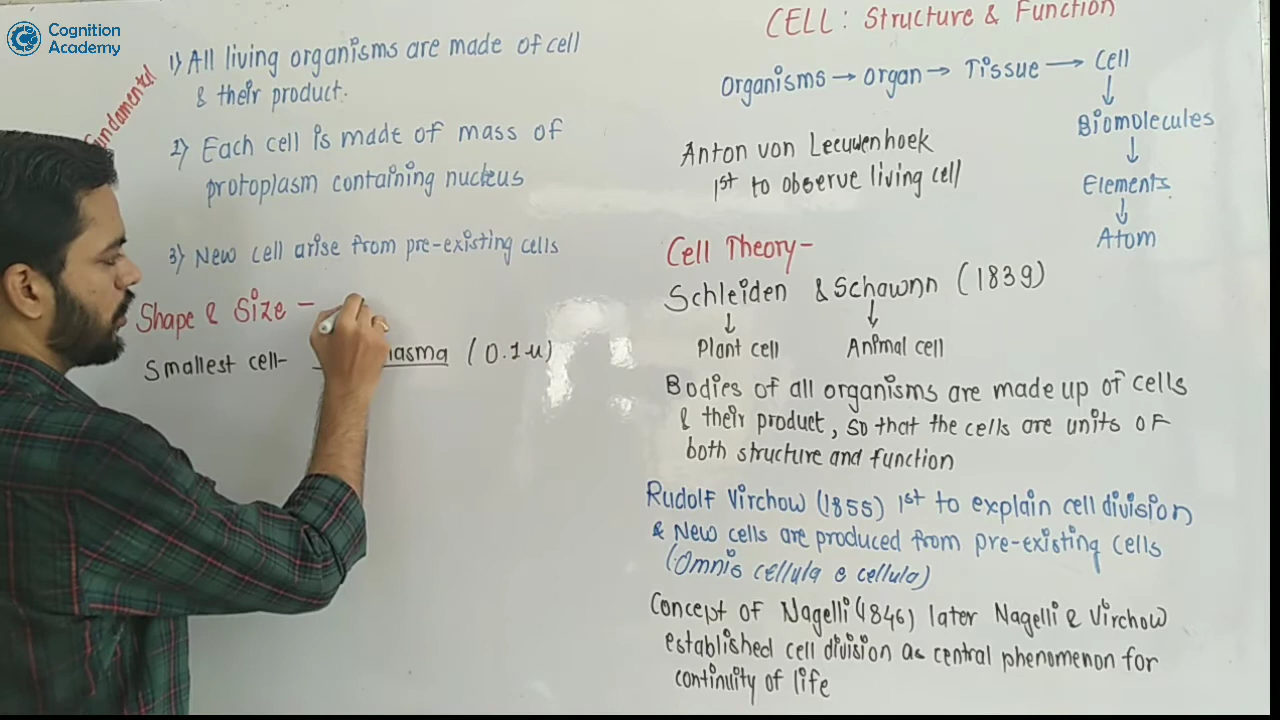 Cognition
Academy
Fundamental
1) All living organisms are made of cell
& their product.
2) Each cell is made of mass of
protoplasm containing nucleus
3) New cell arise from pre-existing cells
Shape & Size -
Smallest cell- lasma (0.1u)
CELL: Structure & Function
Organisms → organ → Tissue → Cell
↓
Biomolecules
↓
Elements
↓
Atom
Anton von Leeuwenhoek
1st to observe living cell
Cell Theory-
Schleiden & Schawnn (1839)
↓ ↓
Plant cell Animal cell
Bodies of all organisms are made up of cells
& their product, so that the cells are units of
both structure and function
Rudolf Virchow (1855) 1st to explain cell division
& New cells are produced from pre-existing cells
(Omnis cellula e cellula)
Concept of Nagelli (1846) later Nagelli & Virchow
established cell division as central phenomenon for
continuity of life